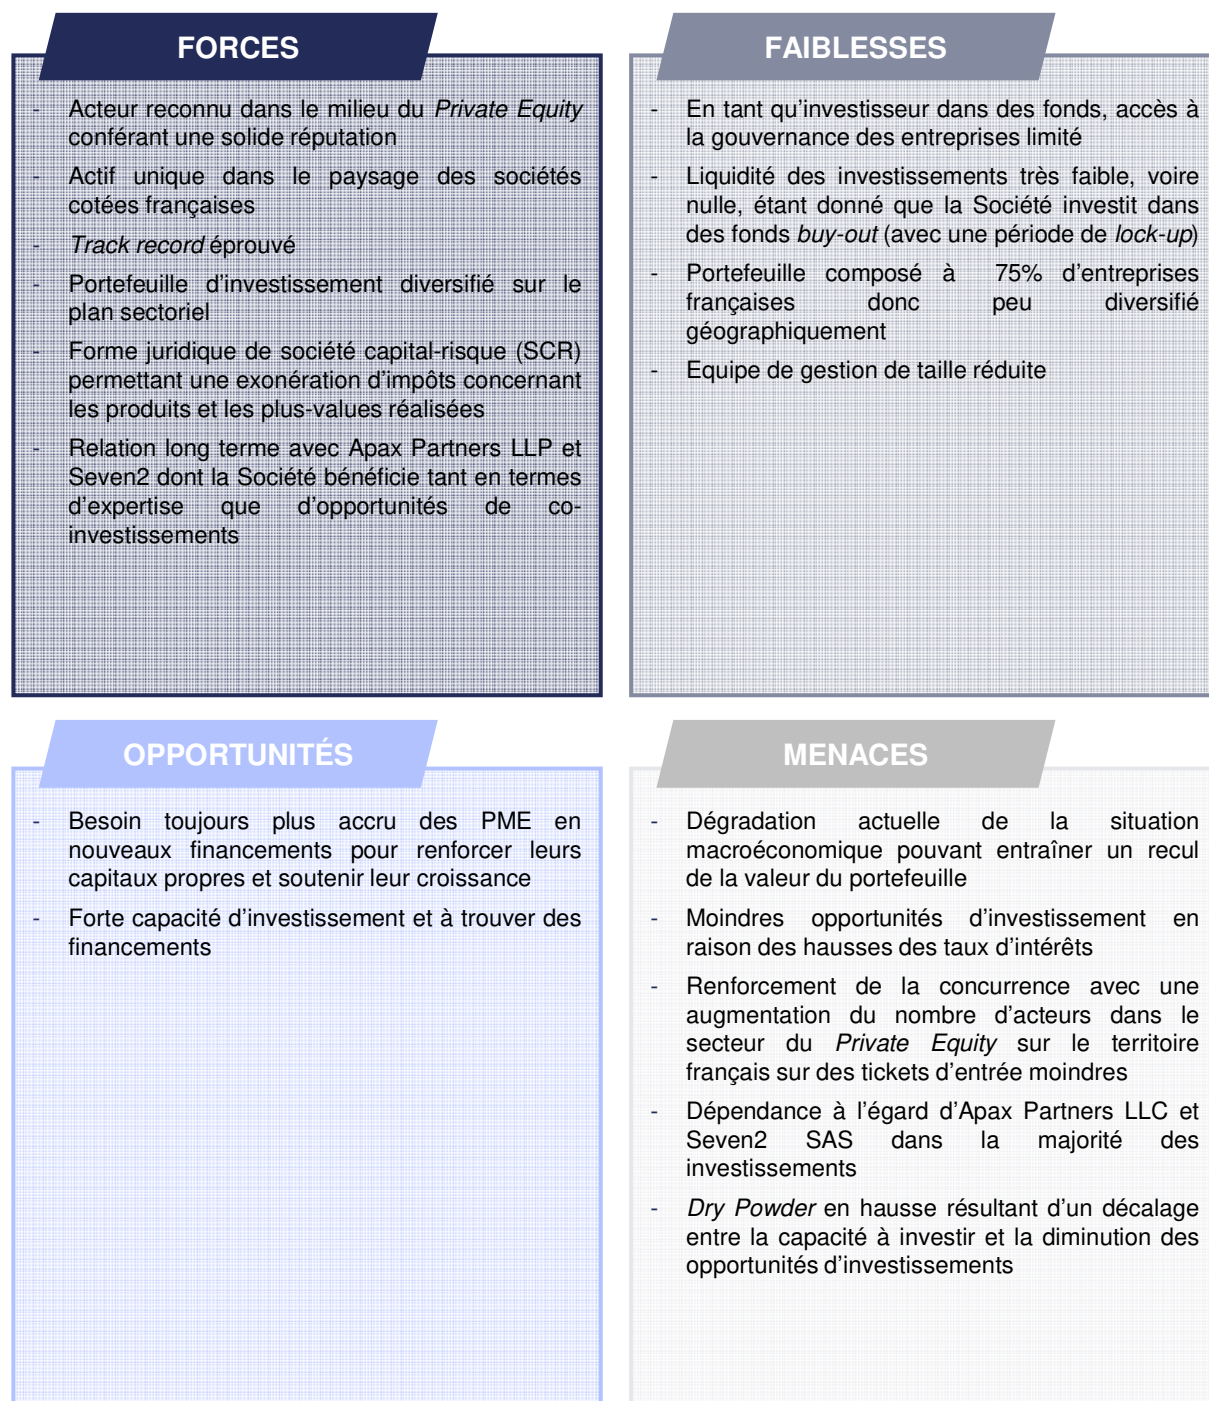 FORCES
- Acteur reconnu dans le milieu du Private Equity
conférant une solide réputation
- Actif unique dans le paysage des sociétés
cotées françaises
- Track record éprouvé
- Portefeuille d'investissement diversifié sur le
plan sectoriel
- Forme juridique de société capital-risque (SCR)
permettant une exonération d'impôts concernant
les produits et les plus-values réalisées
- Relation long terme avec Apax Partners LLP et
Seven2 dont la Société bénéficie tant en termes
d'expertise que d'opportunités de co-
investissements
FAIBLESSES
- En tant qu'investisseur dans des fonds, accès à
la gouvernance des entreprises limité
- Liquidité des investissements très faible, voire
nulle, étant donné que la Société investit dans
des fonds buy-out (avec une période de lock-up)
- Portefeuille composé à 75% d'entreprises
françaises donc peu diversifié
géographiquement
- Equipe de gestion de taille réduite
OPPORTUNITÉS
- Besoin toujours plus accru des PME en
nouveaux financements pour renforcer leurs
capitaux propres et soutenir leur croissance
- Forte capacité d'investissement et à trouver des
financements
MENACES
- Dégradation actuelle de la situation
macroéconomique pouvant entraîner un recul
de la valeur du portefeuille
- Moindres opportunités d'investissement en
raison des hausses des taux d'intérêts
- Renforcement de la concurrence avec une
augmentation du nombre d'acteurs dans le
secteur du Private Equity sur le territoire
français sur des tickets d'entrée moindres
- Dépendance à l'égard d'Apax Partners LLC et
Seven2 SAS dans la majorité des
investissements
- Dry Powder en hausse résultant d'un décalage
entre la capacité à investir et la diminution des
opportunités d'investissements